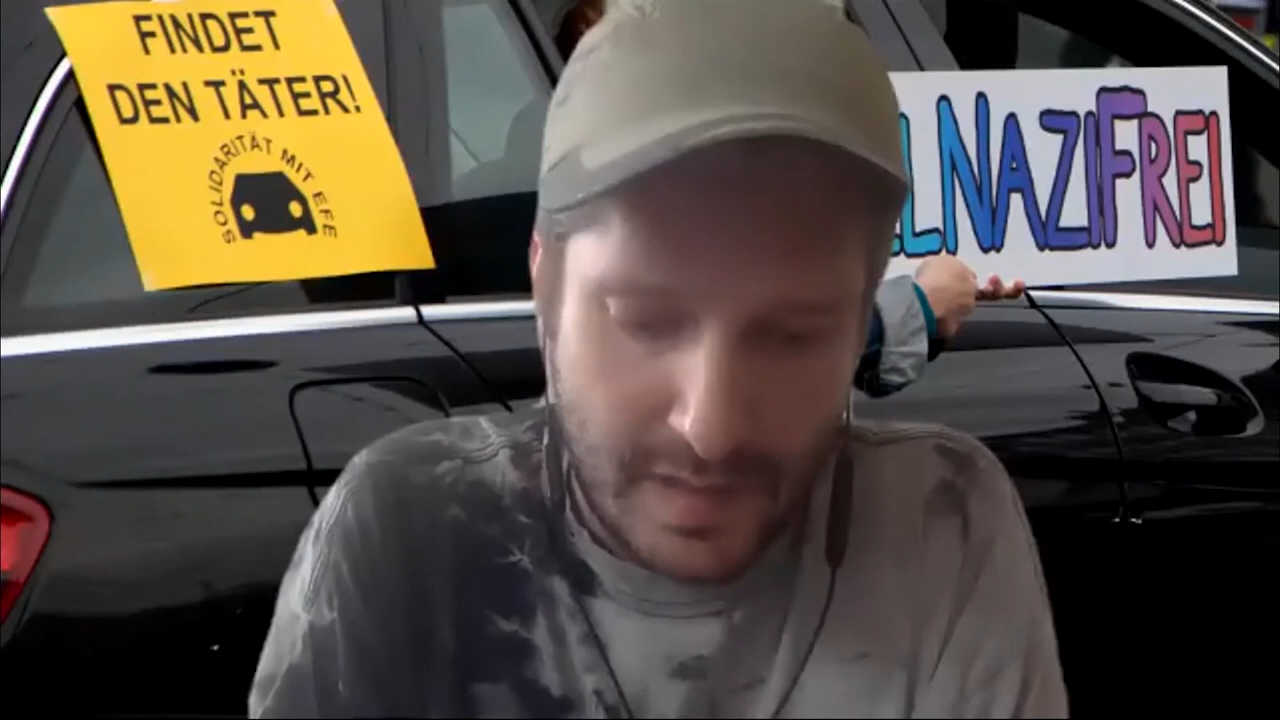 FINDET
DEN TÄTER!
SOLIDARITÄT MIT EFE
NAZIFREI